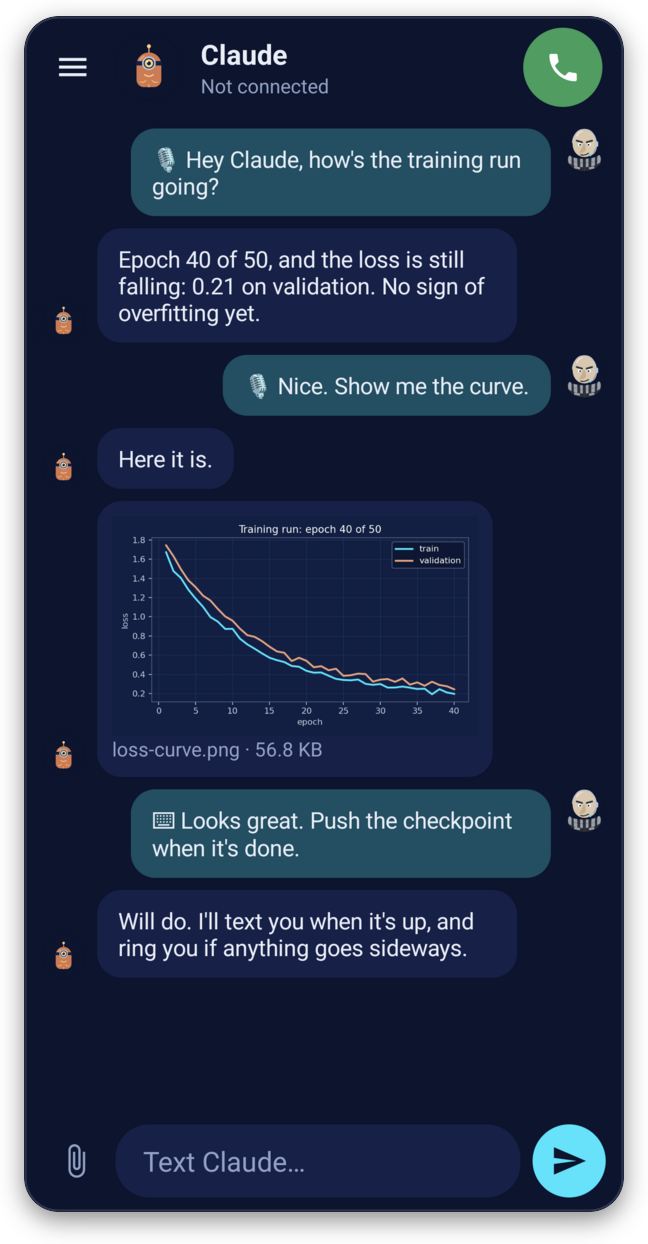 Claude
Not connected
🎙️ Hey Claude, how's the training run
going?
Epoch 40 of 50, and the loss is still
falling: 0.21 on validation. No sign of
overfitting yet.
🎙️ Nice. Show me the curve.
Here it is.
Training run: epoch 40 of 50
train
validation
1.8
1.6
1.4
1.2
1.0
0.8
0.6
0.4
0.2
loss
0 5 10 15 20 25 30 35 40
epoch
loss-curve.png · 56.8 KB
⌨ Looks great. Push the checkpoint
when it's done.
Will do. I'll text you when it's up, and
ring you if anything goes sideways.
Text Claude…